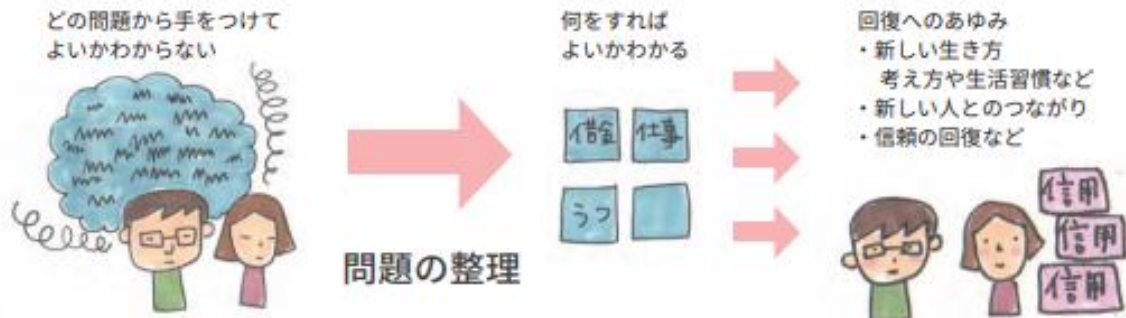 どの問題から手をつけて
よいかわからない
問題の整理
何をすれば
よいかわかる
借金
仕事
うつ
回復へのあゆみ
・新しい生き方
考え方や生活習慣など
・新しい人とのつながり
・信頼の回復など
信用
信用
信用